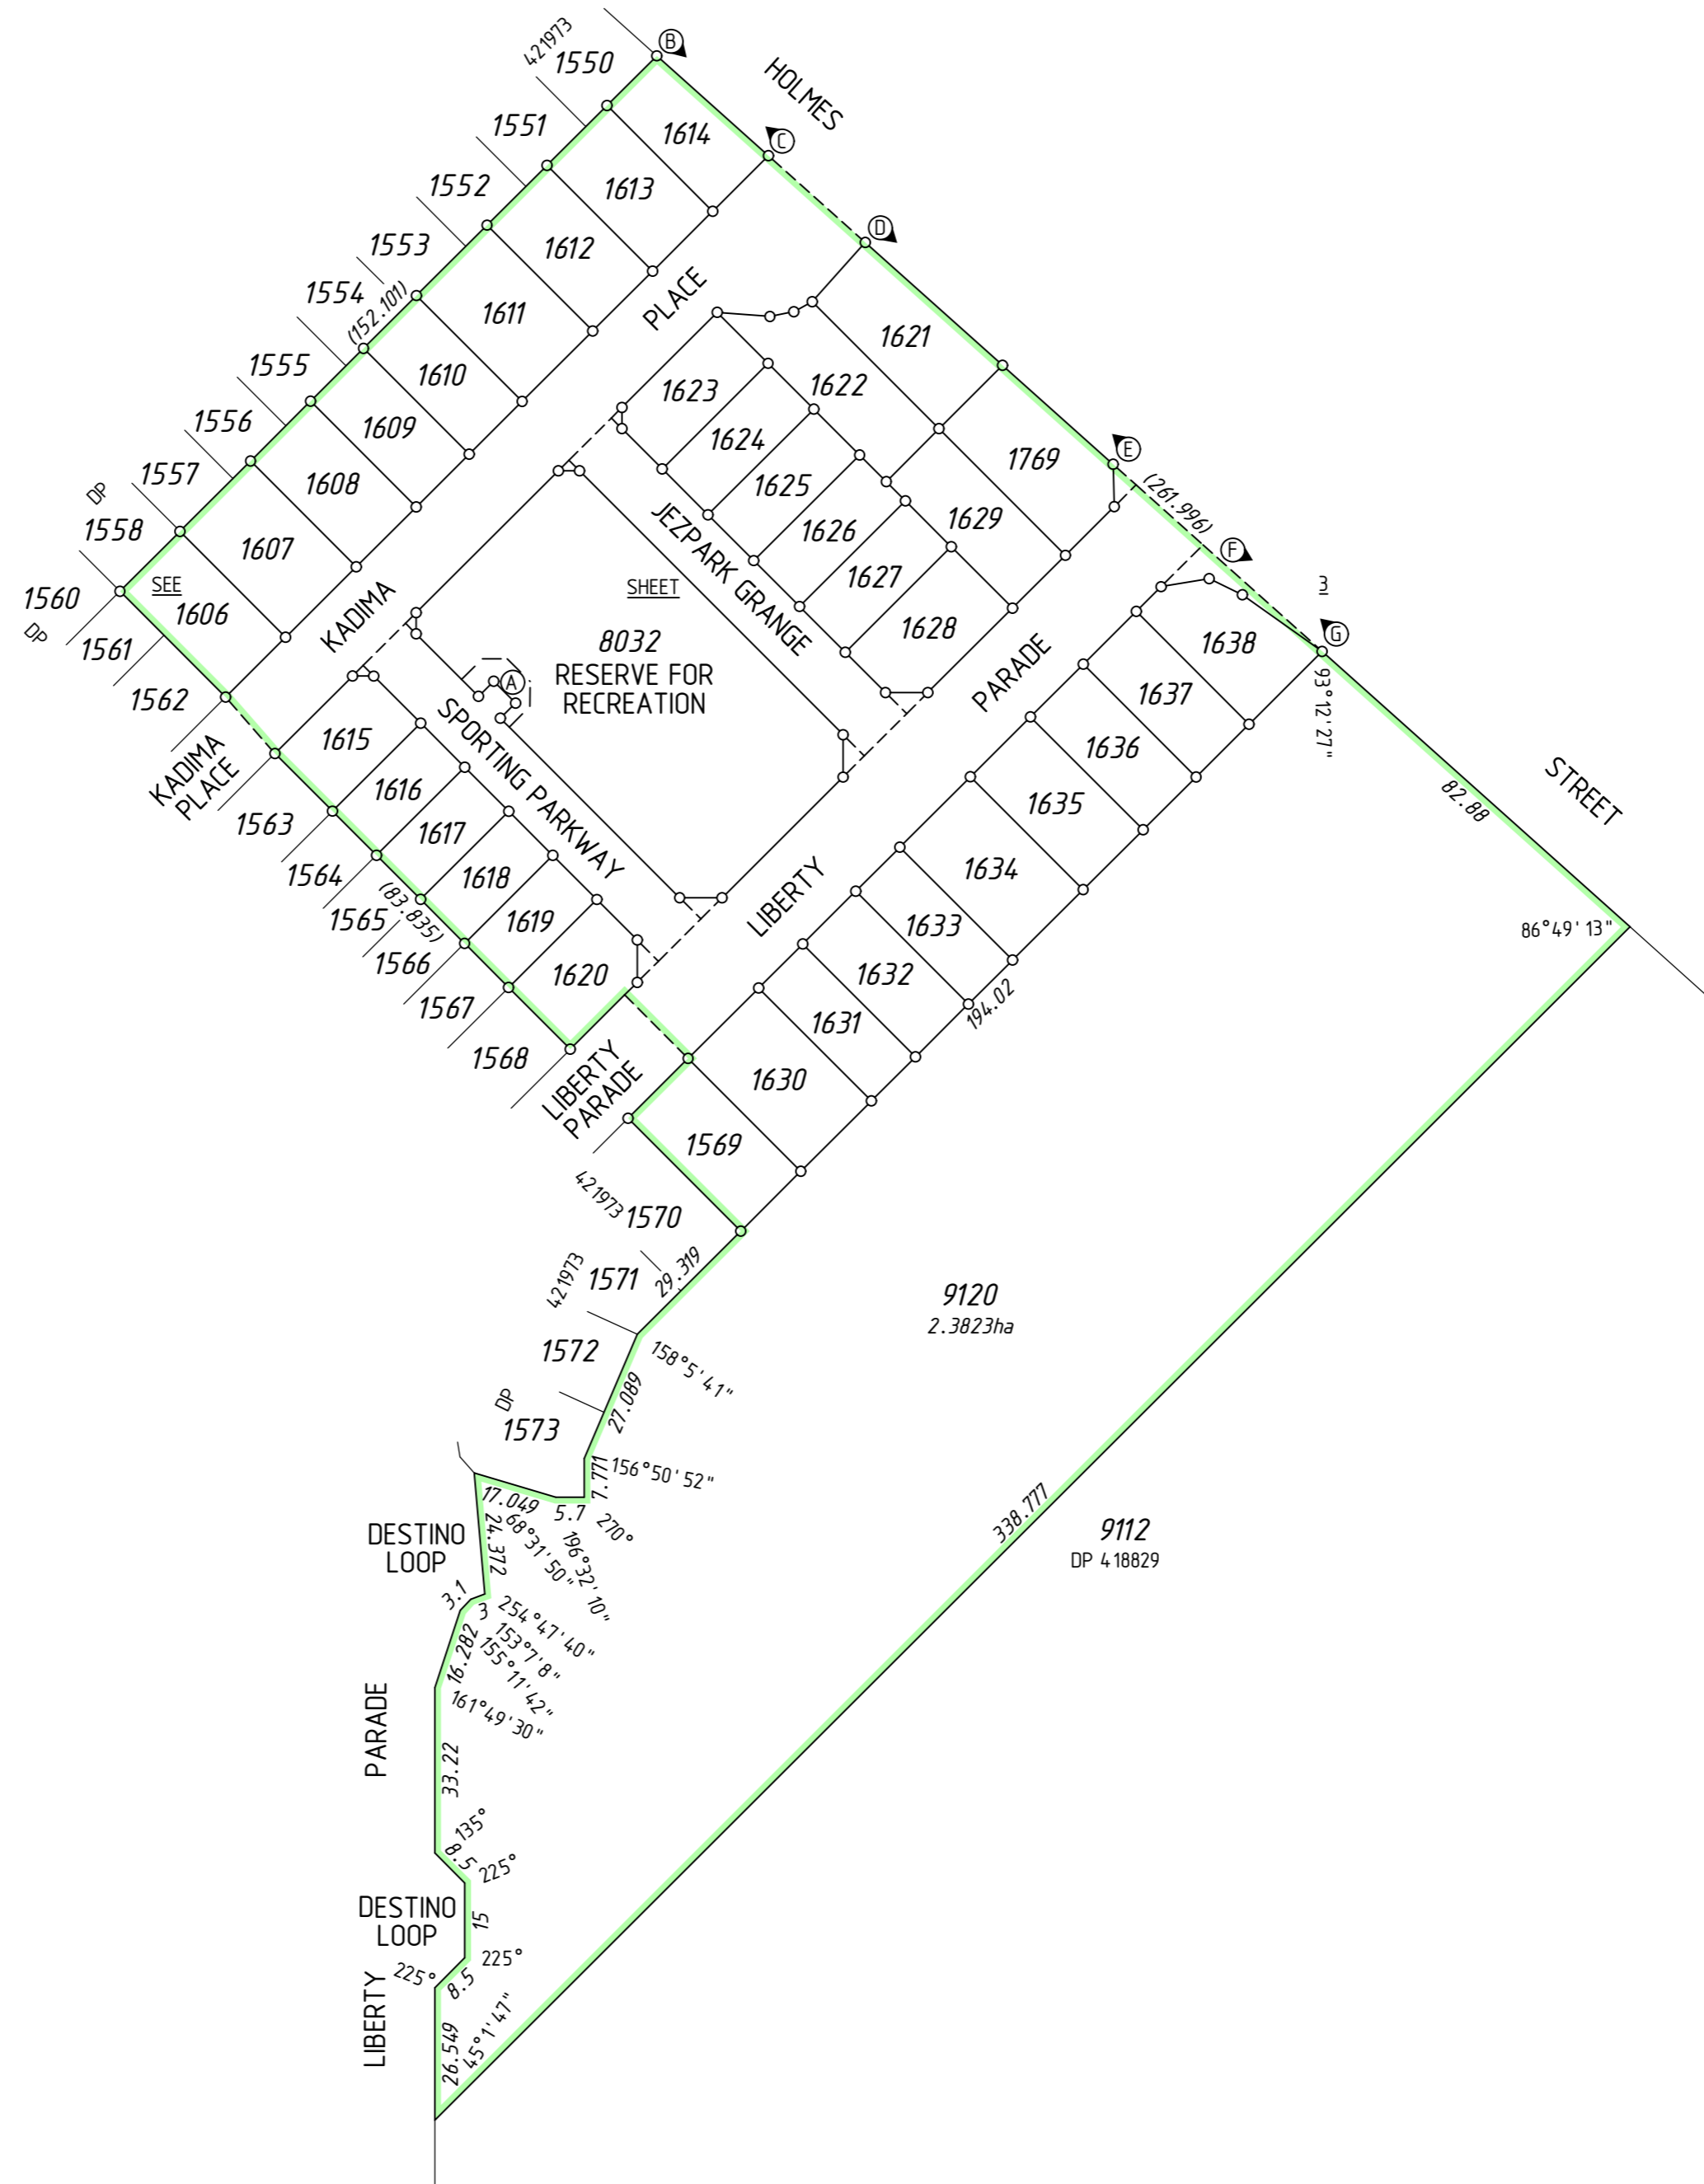 421973
1550
B
HOLMES
1551
1614
C
1552
1613
1553
1612
D
1554
(152.101)
1611
PLACE
1555
1610
1621
1556
1609
1623
1622
1557
1608
1624
1769
E
(261.996)
DP
1558
1607
1625
JEZPARK GRANGE
1626
1629
F
1560
DP
SEE
1606
KADIMA
SHEET
1627
3
1561
8032
RESERVE FOR
RECREATION
1628
PARADE
1638
G
93°12'27"
1562
A
1637
KADIMA
PLACE
1615
SPORTING PARKWAY
1636
STREET
1563
1616
1635
82.88
1564
1617
1634
1565
(83.835)
1618
LIBERTY
1566
1619
1633
86°49'13"
1567
1620
1632
194.02
1568
1631
LIBERTY
PARADE
1630
1569
421973
1570
421973
1571
29.319
9120
2.3823ha
1572
158°5'41"
27.089
DP
1573
7.771
156°50'52"
17.049
5.7
270°
338.777
9112
DP 418829
DESTINO
LOOP
24.372
68°31'50"
196°32'10"
3.1
3
254°47'40"
153°7'8"
155°11'42"
16.282
161°49'30"
PARADE
33.22
135°
8.5
225°
DESTINO
LOOP
15
225°
225°
8.5
LIBERTY
26.549
45°1'47"